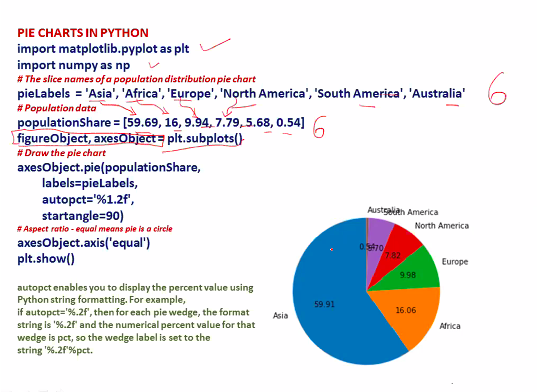 PIE CHARTS IN PYTHON
import matplotlib.pyplot as plt
import numpy as np
# The slice names of a population distribution pie chart
pieLabels = 'Asia', 'Africa', 'Europe', 'North America', 'South America', 'Australia'
6
# Population data
populationShare = [59.69, 16, 9.94, 7.79, 5.68, 0.54]
6
figureObject, axesObject = plt.subplots()
# Draw the pie chart
axesObject.pie(populationShare,
labels=pieLabels,
autopct='%1.2f',
startangle=90)
# Aspect ratio - equal means pie is a circle
axesObject.axis('equal')
plt.show()
autopct enables you to display the percent value using
Python string formatting. For example,
if autopct='%.2f', then for each pie wedge, the format
string is '%.2f' and the numerical percent value for that
wedge is pct, so the wedge label is set to the
string '%.2f'%pct.
Australia
South America
North America
Europe
Africa
Asia
0.54
5.70
7.82
9.98
16.06
59.91